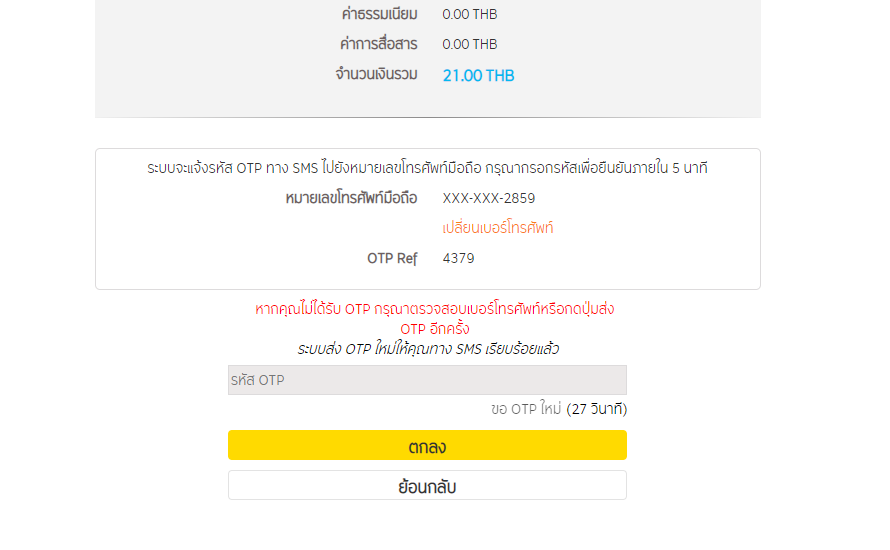 ค่าธรรมเนียม 0.00 THB
ค่าการสื่อสาร 0.00 THB
จำนวนเงินรวม 21.00 THB
ระบบจะแจ้งรหัส OTP ทาง SMS ไปยังหมายเลขโทรศัพท์มือถือ กรุณากรอกรหัสเพื่อยืนยันภายใน 5 นาที
หมายเลขโทรศัพท์มือถือ XXX-XXX-2859
เปลี่ยนเบอร์โทรศัพท์
OTP Ref 4379
หากคุณไม่ได้รับ OTP กรุณาตรวจสอบเบอร์โทรศัพท์หรือกดปุ่มส่ง
OTP อีกครั้ง
ระบบส่ง OTP ใหม่ให้คุณทาง SMS เรียบร้อยแล้ว
รหัส OTP
ขอ OTP ใหม่ (27 วินาที)
ตกลง
ย้อนกลับ